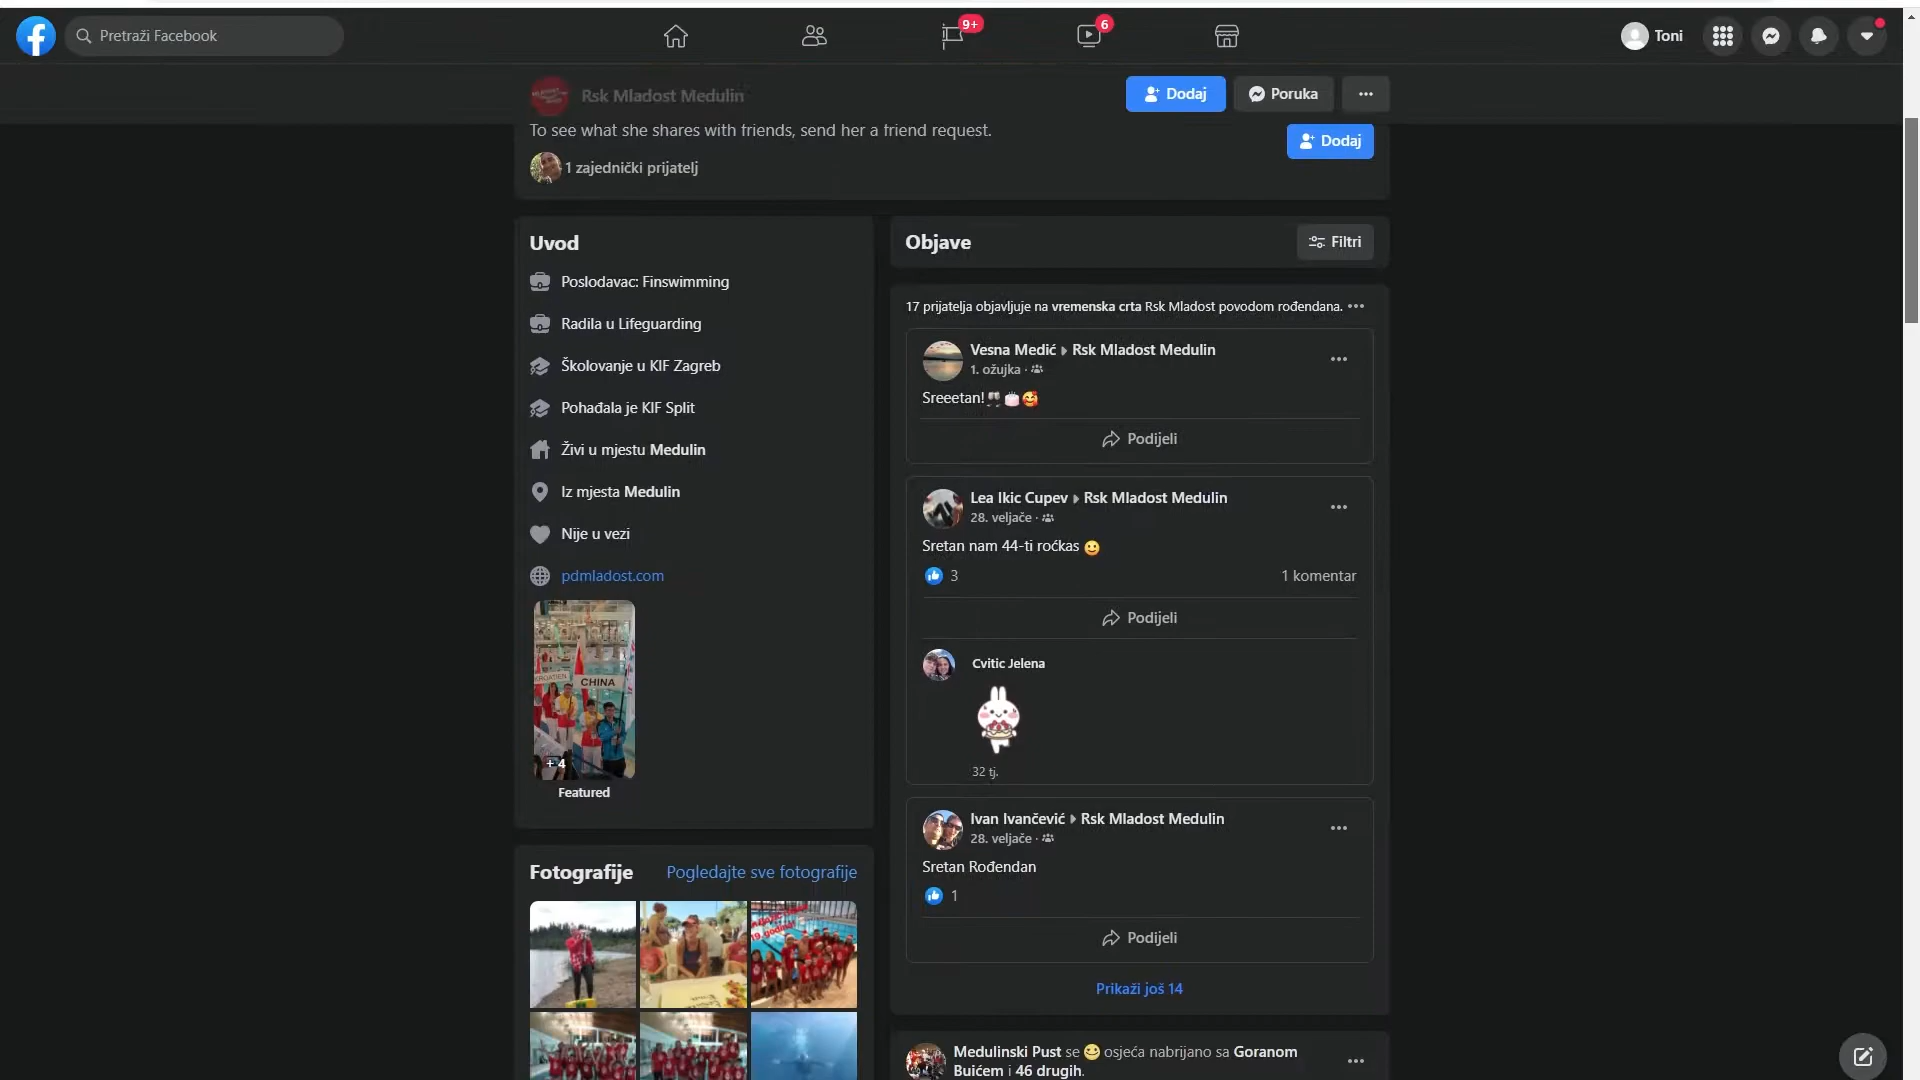 Pretraži Facebook
9+
6
Toni
Rsk Mladost Medulin
Dodaj
Poruka
To see what she shares with friends, send her a friend request.
Dodaj
1 zajednički prijatelj
Uvod
Poslodavac: Finswimming
Radila u Lifeguarding
Školovanje u KIF Zagreb
Pohađala je KIF Split
Živi u mjestu Medulin
Iz mjesta Medulin
Nije u vezi
pdmladost.com
CHINA
+ 4
Featured
Fotografije
Pogledajte sve fotografije
19. godina
Objave
Filtri
17 prijatelja objavljuje na vremenska crta Rsk Mladost povodom rođendana.
Vesna Medić ▸ Rsk Mladost Medulin
1. ožujka ·
Sreeetan!🥂🎂🥰
Podijeli
Lea Ikic Cupev ▸ Rsk Mladost Medulin
28. veljače ·
Sretan nam 44-ti roćkas 🙂
3
1 komentar
Podijeli
Cvitic Jelena
32 tj.
Ivan Ivančević ▸ Rsk Mladost Medulin
28. veljače ·
Sretan Rođendan
1
Podijeli
Prikaži još 14
Medulinski Pust se 😀 osjeća nabrijano sa Goranom
Buićem i 46 drugih.